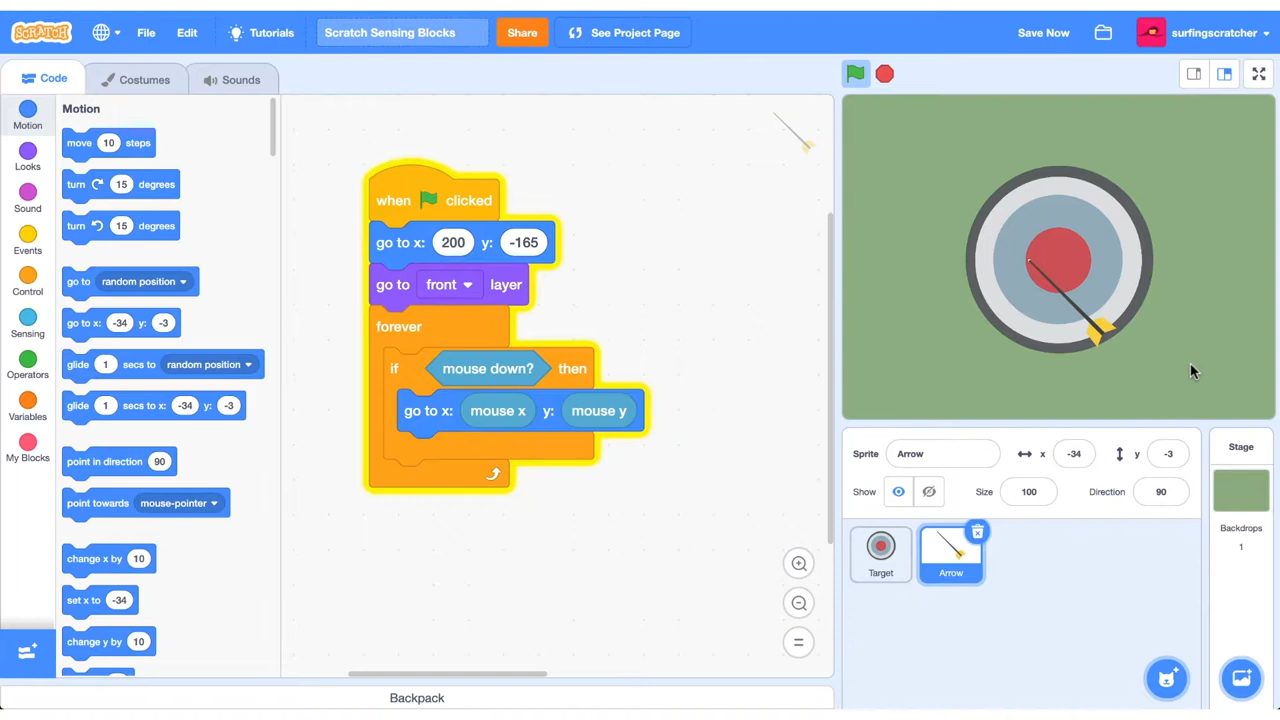 SCRATCH
File
Edit
Tutorials
Scratch Sensing Blocks
Share
See Project Page
Save Now
surfingscratcher
Code
Costumes
Sounds
Motion
Looks
Sound
Events
Control
Sensing
Operators
Variables
My Blocks
Motion
move 10 steps
turn 15 degrees
turn 15 degrees
go to random position
go to x: -34 y: -3
glide 1 secs to random position
glide 1 secs to x: -34 y: -3
point in direction 90
point towards mouse-pointer
change x by 10
set x to -34
change y by 10
when clicked
go to x: 200 y: -165
go to front layer
forever
if mouse down? then
go to x: mouse x y: mouse y
Sprite Arrow x -34 y -3
Show Size 100 Direction 90
Target
Arrow
Stage
Backdrops
1
Backpack